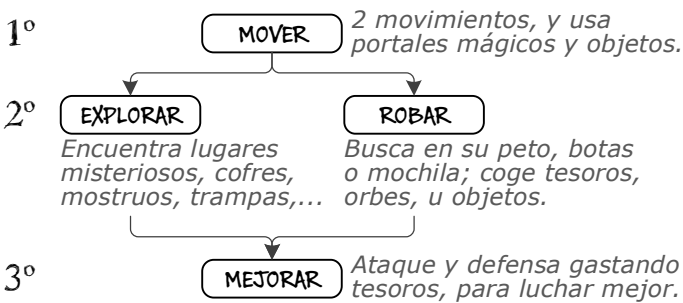 1º
MOVER
2 movimientos, y usa
portales mágicos y objetos.
2º
EXPLORAR
Encuentra lugares
misteriosos, cofres,
mostruos, trampas,...
ROBAR
Busca en su peto, botas
o mochila; coge tesoros,
orbes, u objetos.
3º
MEJORAR
Ataque y defensa gastando
tesoros, para luchar mejor.